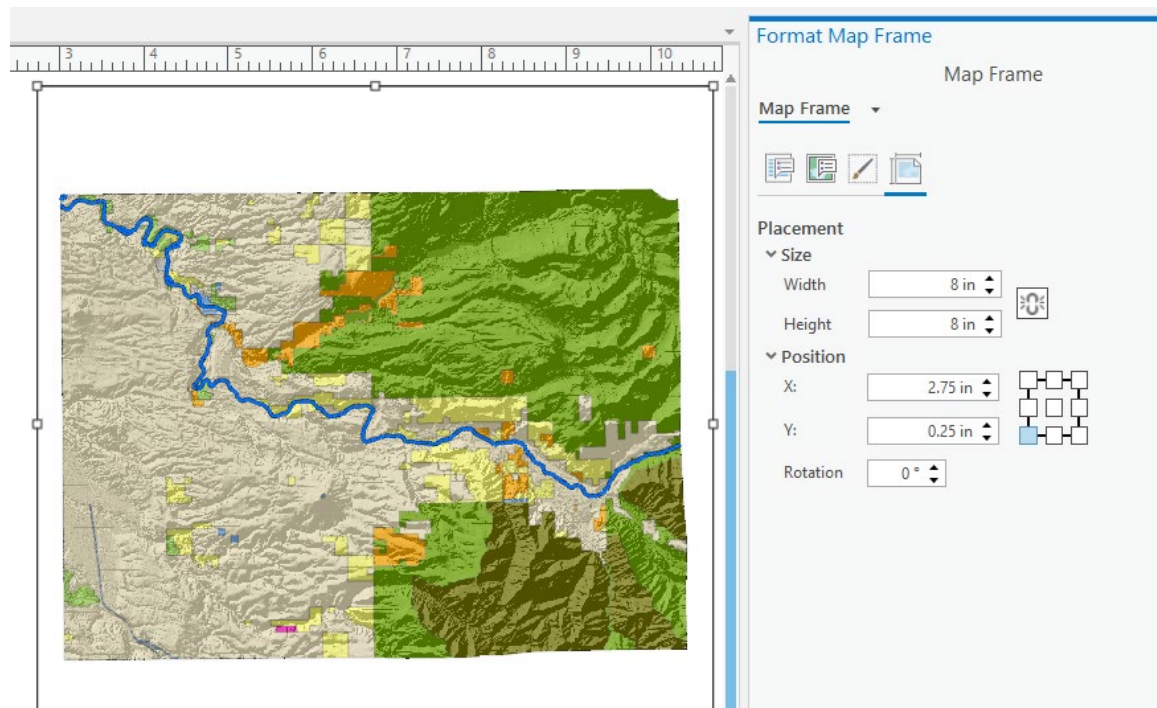 Format Map Frame
3 4 5 6 7 8 9 10
Map Frame
Map Frame
Placement
Size
Width 8 in
Height 8 in
Position
X: 2.75 in
Y: 0.25 in
Rotation 0 °